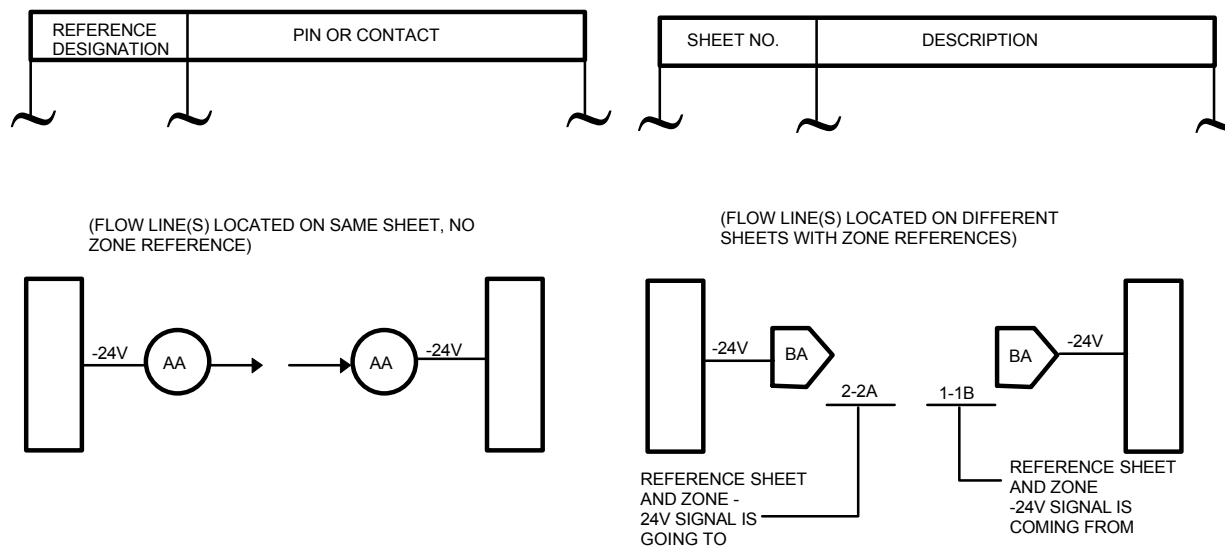 REFERENCE
DESIGNATION
PIN OR CONTACT
SHEET NO.
DESCRIPTION
(FLOW LINE(S) LOCATED ON SAME SHEET, NO
ZONE REFERENCE)
-24V
AA
AA
-24V
(FLOW LINE(S) LOCATED ON DIFFERENT
SHEETS WITH ZONE REFERENCES)
-24V
BA
BA
-24V
2-2A
1-1B
REFERENCE SHEET
AND ZONE -
24V SIGNAL IS
GOING TO
REFERENCE SHEET
AND ZONE
-24V SIGNAL IS
COMING FROM